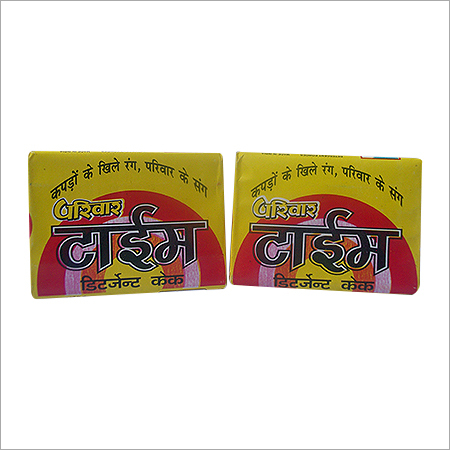 कपड़ों के खिले रंग, परिवार के संग
परिवार
टाईम
डिटर्जेन्ट केक
कपड़ों के खिले रंग, परिवार के संग
परिवार
टाईम
डिटर्जेन्ट केक